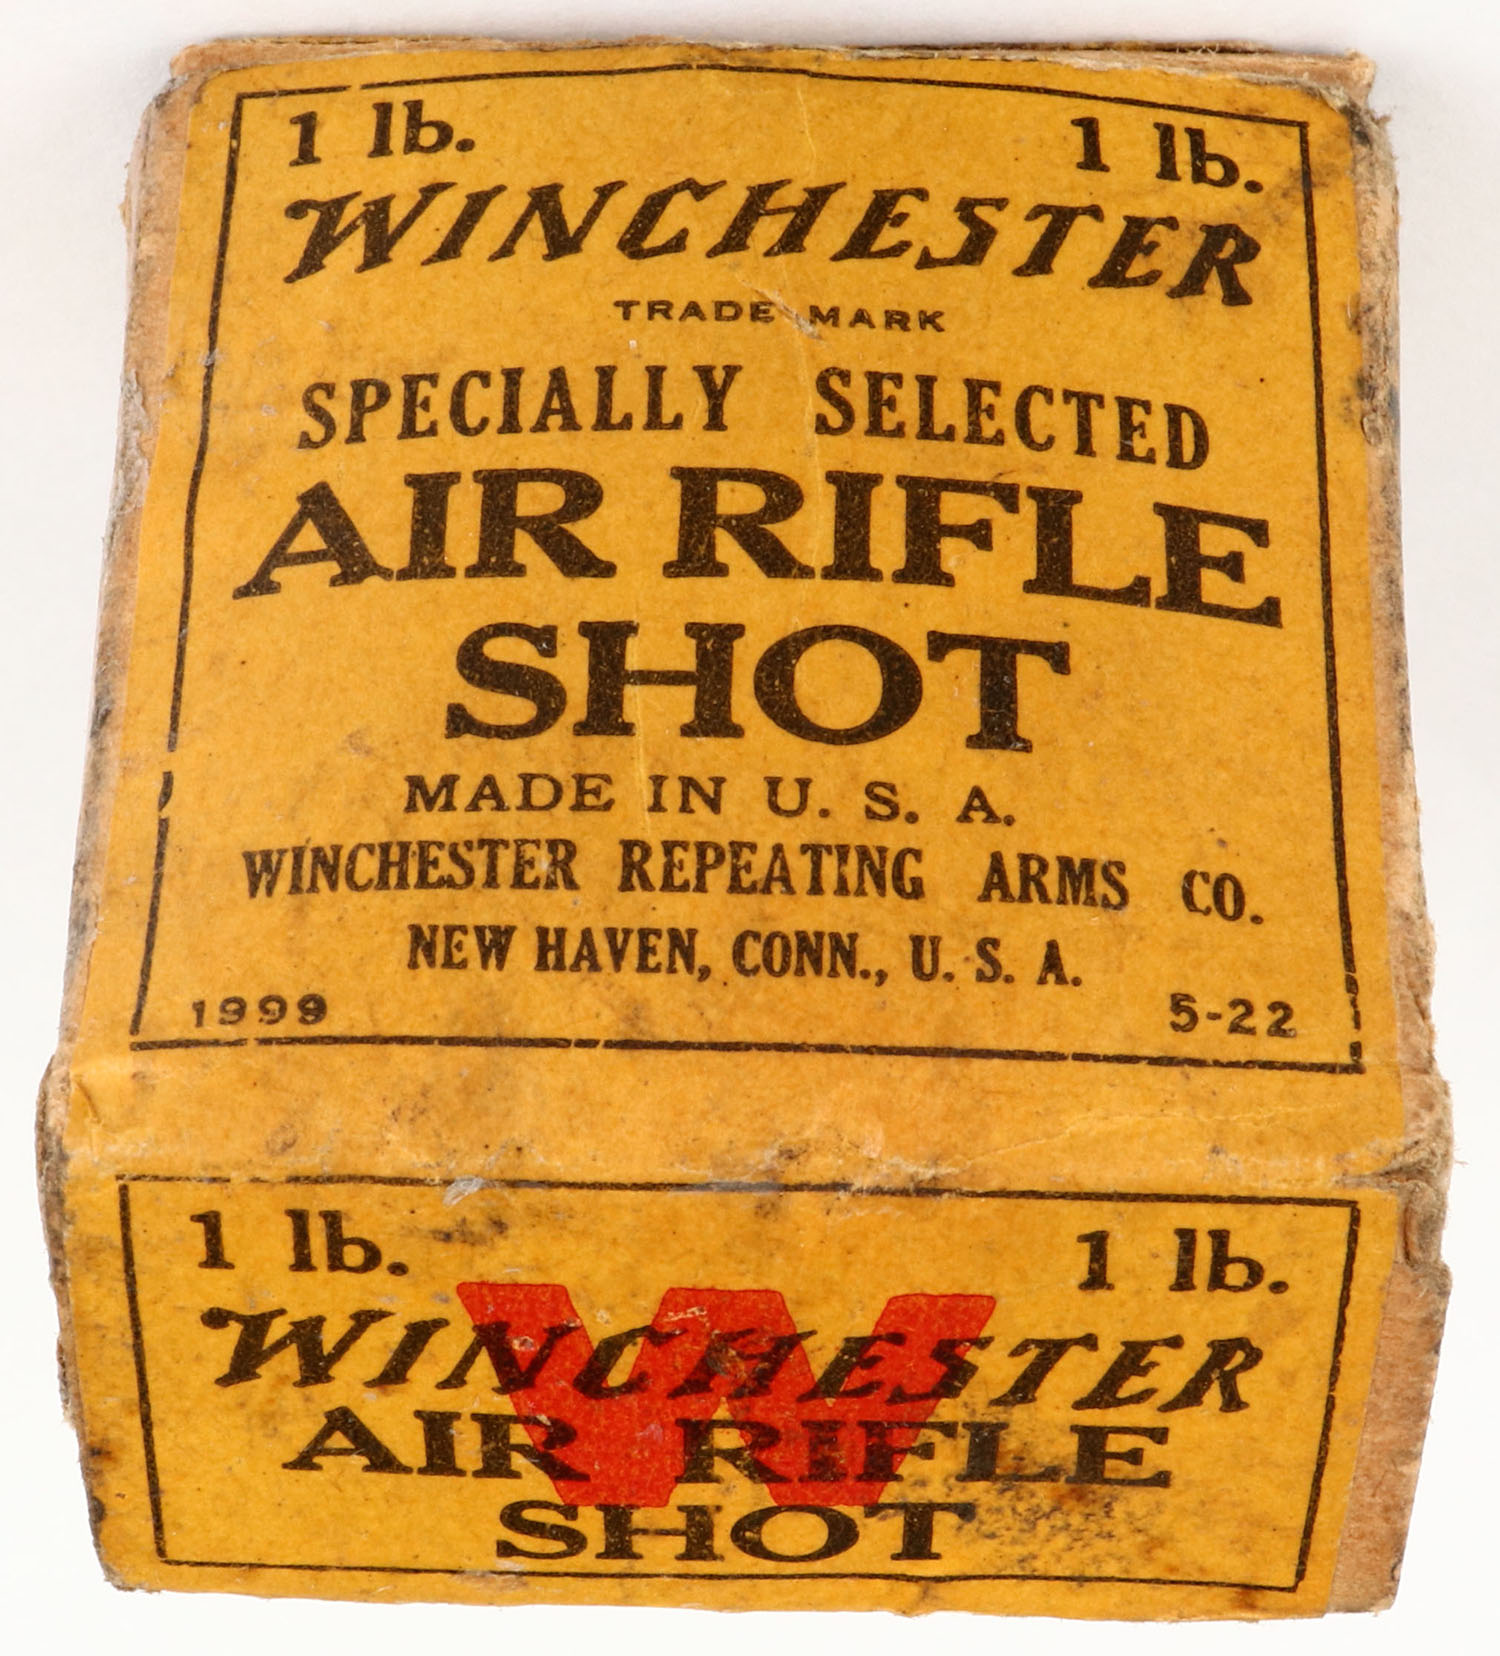 1 lb. 1 lb.
WINCHESTER
TRADE MARK
SPECIALLY SELECTED
AIR RIFLE
SHOT
MADE IN U. S. A.
WINCHESTER REPEATING ARMS CO.
NEW HAVEN, CONN., U. S. A.
1999 5-22
1 lb. 1 lb.
W
WINCHESTER
AIR RIFLE
SHOT